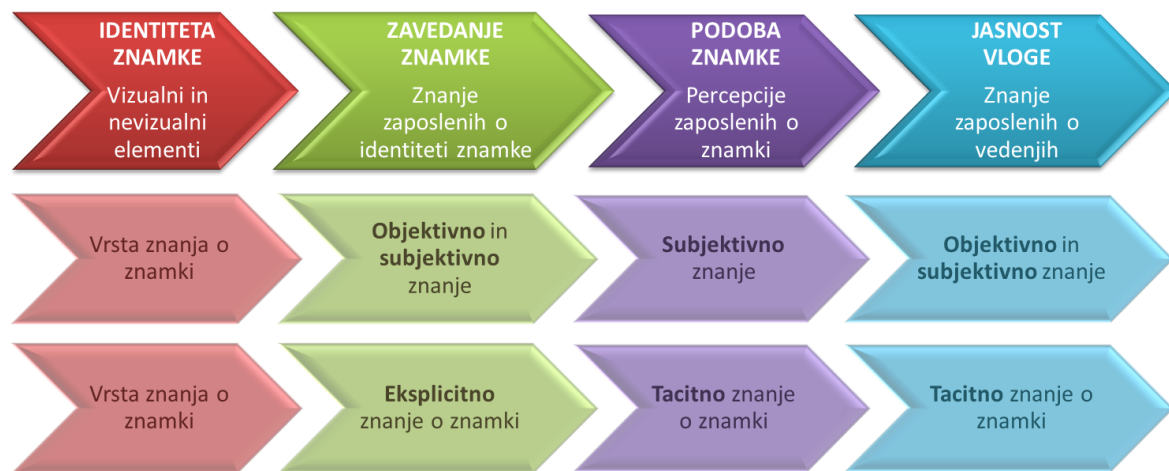 IDENTITETA
ZNAMKE
Vizualni in
nevizualni
elementi
ZAVEDANJE
ZNAMKE
Znanje
zaposlenih o
identiteti znamke
PODOBA
ZNAMKE
Percepcije
zaposlenih o
znamki
JASNOST
VLOGE
Znanje
zaposlenih o
vedenjih
Vrsta znanja o
znamki
Objektivno in
subjektivno
znanje
Subjektivno
znanje
Objektivno in
subjektivno znanje
Vrsta znanja o
znamki
Eksplicitno
znanje o znamki
Tacitno znanje
o znamki
Tacitno znanje o
znamki